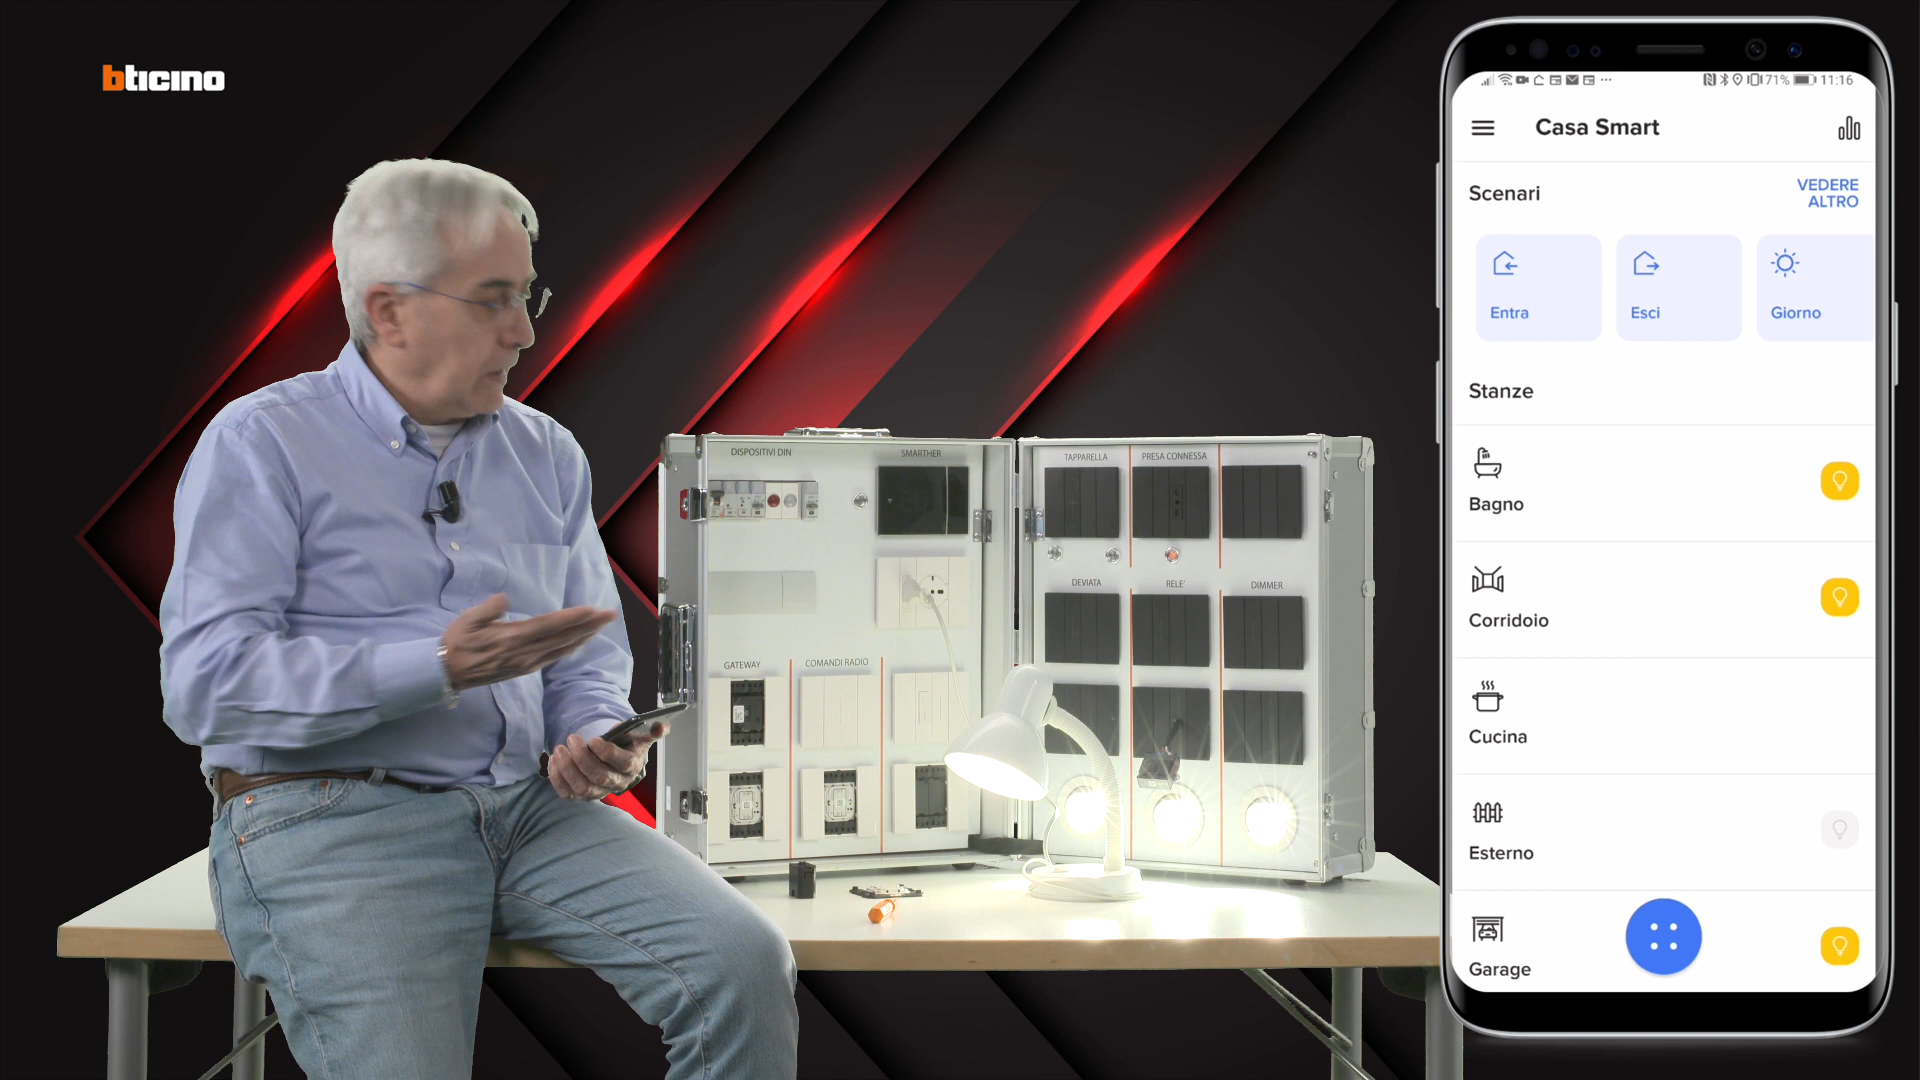 bticino
DISPOSITIVI DIN
SMARTHER
GATEWAY
COMANDI RADIO
TAPPARELLA
PRESA CONNESSA
DEVIATA
RELE'
DIMMER
71% 11:16
Casa Smart
Scenari
VEDERE
ALTRO
Entra
Esci
Giorno
Stanze
Bagno
Corridoio
Cucina
Esterno
Garage